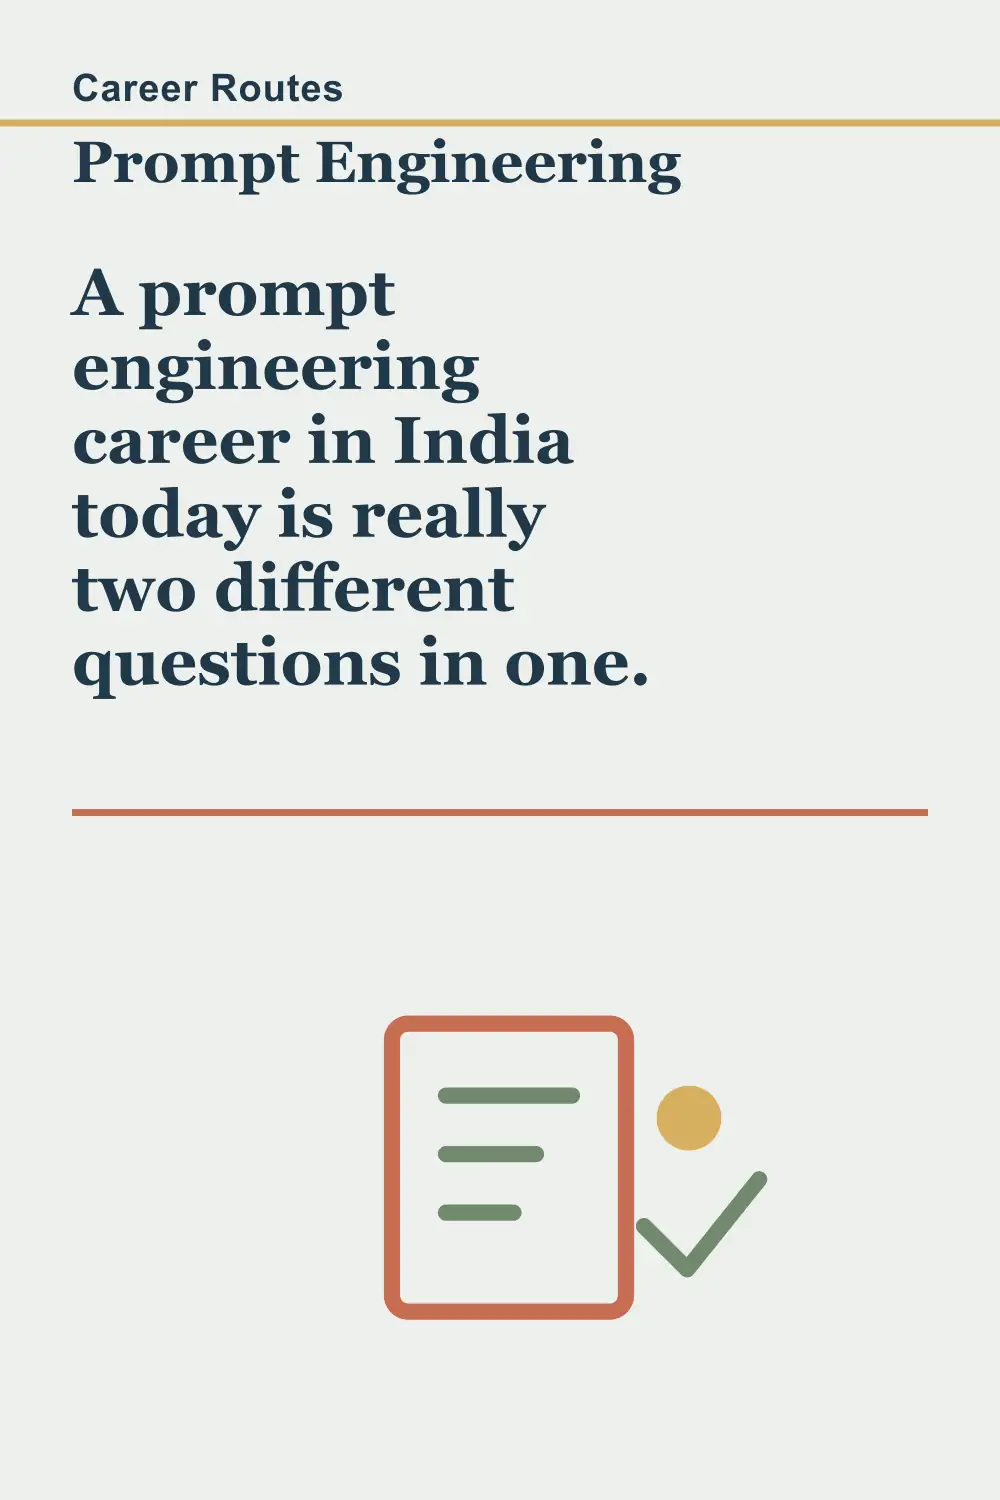 Career Routes
Prompt Engineering
A prompt
engineering
career in India
today is really
two different
questions in one.